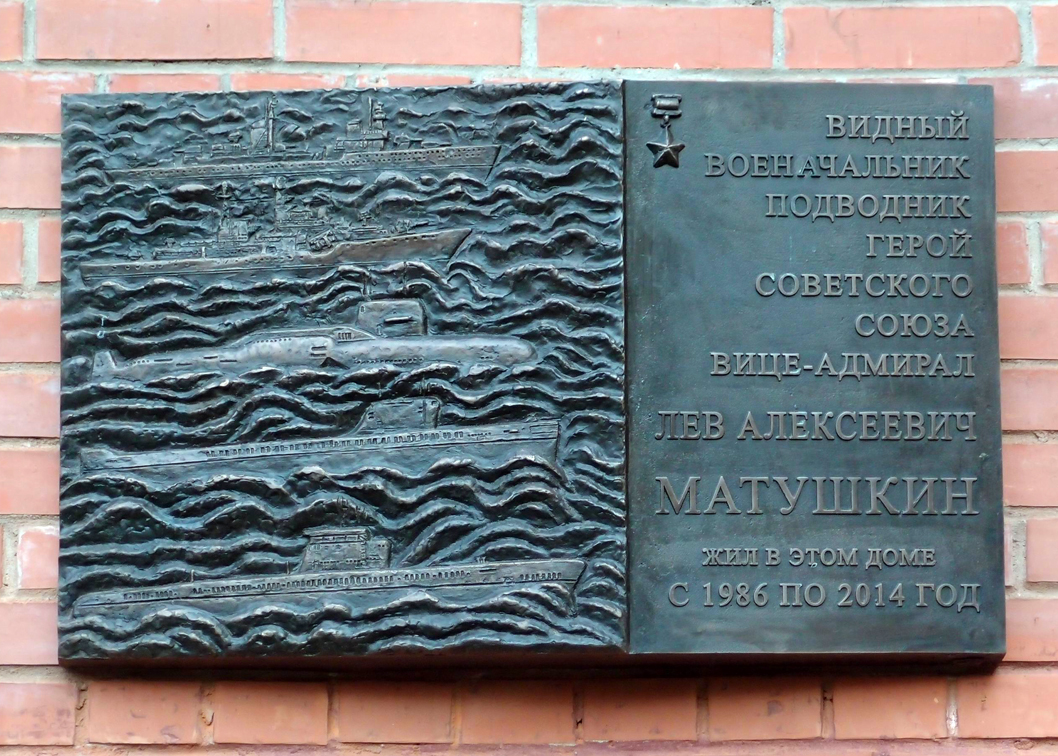 ВИДНЫЙ
ВОЕНАЧАЛЬНИК
ПОДВОДНИК
ГЕРОЙ
СОВЕТСКОГО
СОЮЗА
ВИЦЕ-АДМИРАЛ
ЛЕВ АЛЕКСЕЕВИЧ
МАТУШКИН
ЖИЛ В ЭТОМ ДОМЕ
С 1986 ПО 2014 ГОД